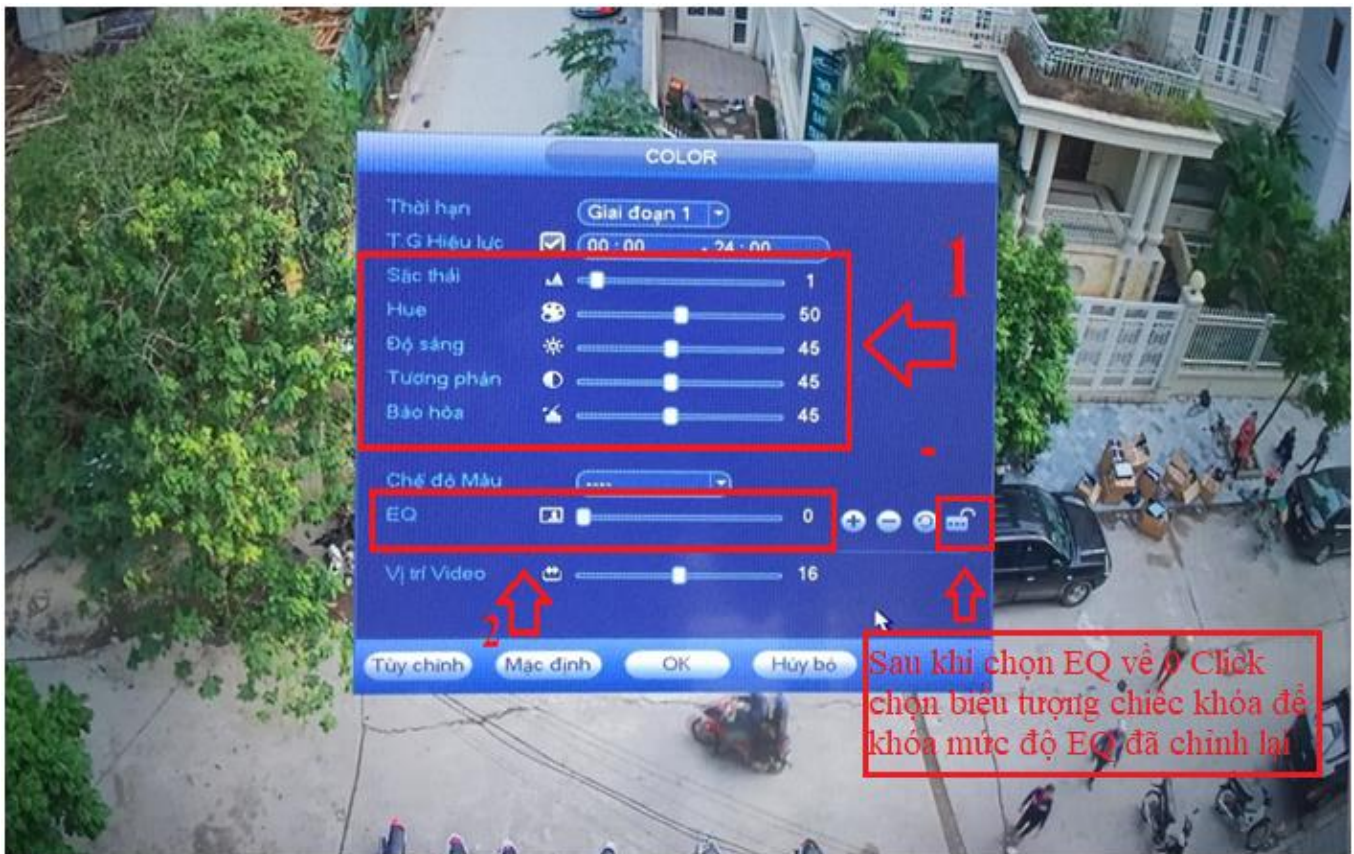 COLOR
Thời hạn Giai đoạn 1
T.G Hiệu lực 00 : 00 - 24 : 00
Sắc thái 1
Hue 50
Độ sáng 45
Tương phản 45
Bảo hòa 45
1
Chế độ Màu ----
EQ 0
Vị trí Video 16
2
Tùy chỉnh Mặc định OK Hủy bỏ
Sau khi chọn EQ về 0 Click
chọn biểu tượng chiếc khóa để
khóa mức độ EQ đã chỉnh lại